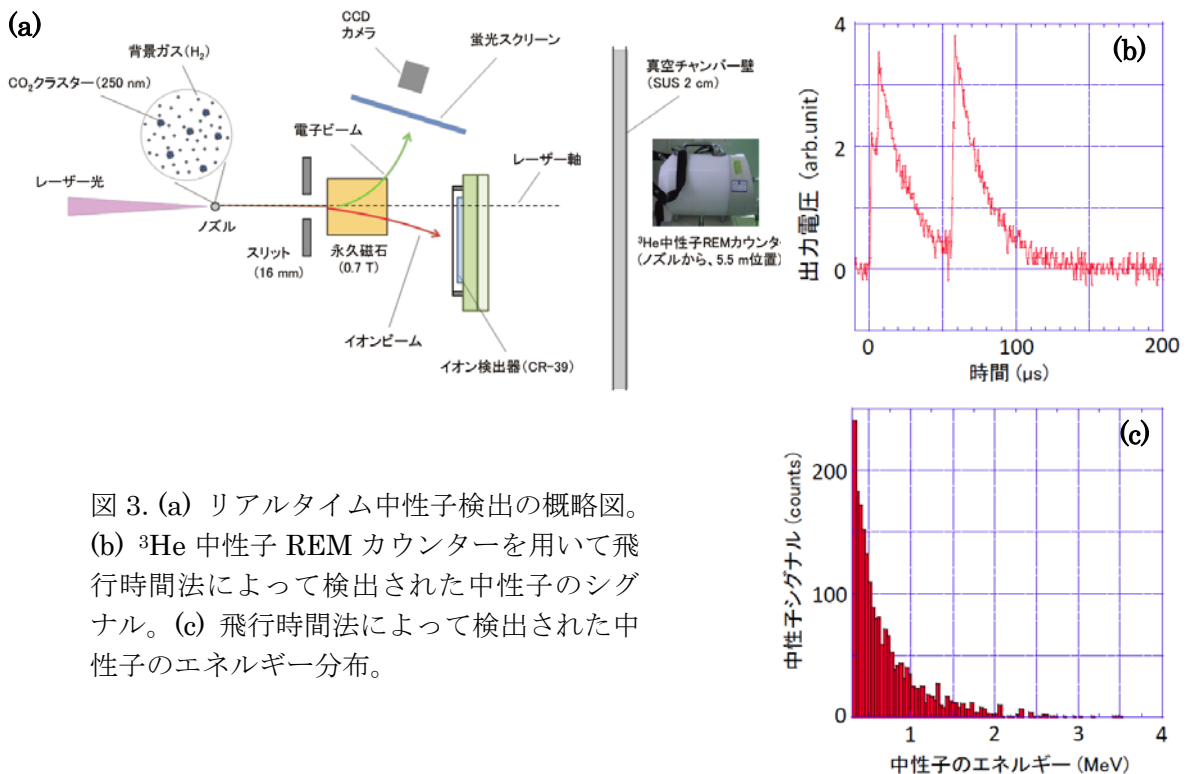 (a)
CCD
カメラ
蛍光スクリーン
背景ガス(H₂)
CO₂クラスター(250 nm)
電子ビーム
真空チャンバー壁
(SUS 2 cm)
レーザー光
レーザー軸
ノズル
スリット
(16 mm)
永久磁石
(0.7 T)
³He中性子REMカウンタ
(ノズルから、5.5 m位置)
イオンビーム
イオン検出器(CR-39)
(b)
出力電圧 (arb.unit)
4
2
0
0
100
200
時間 (μs)
(c)
中性子シグナル (counts)
200
100
0
1
2
3
4
中性子のエネルギー (MeV)
図 3. (a) リアルタイム中性子検出の概略図。
(b) ³He 中性子 REM カウンターを用いて飛
行時間法によって検出された中性子のシグ
ナル。(c) 飛行時間法によって検出された中
性子のエネルギー分布。